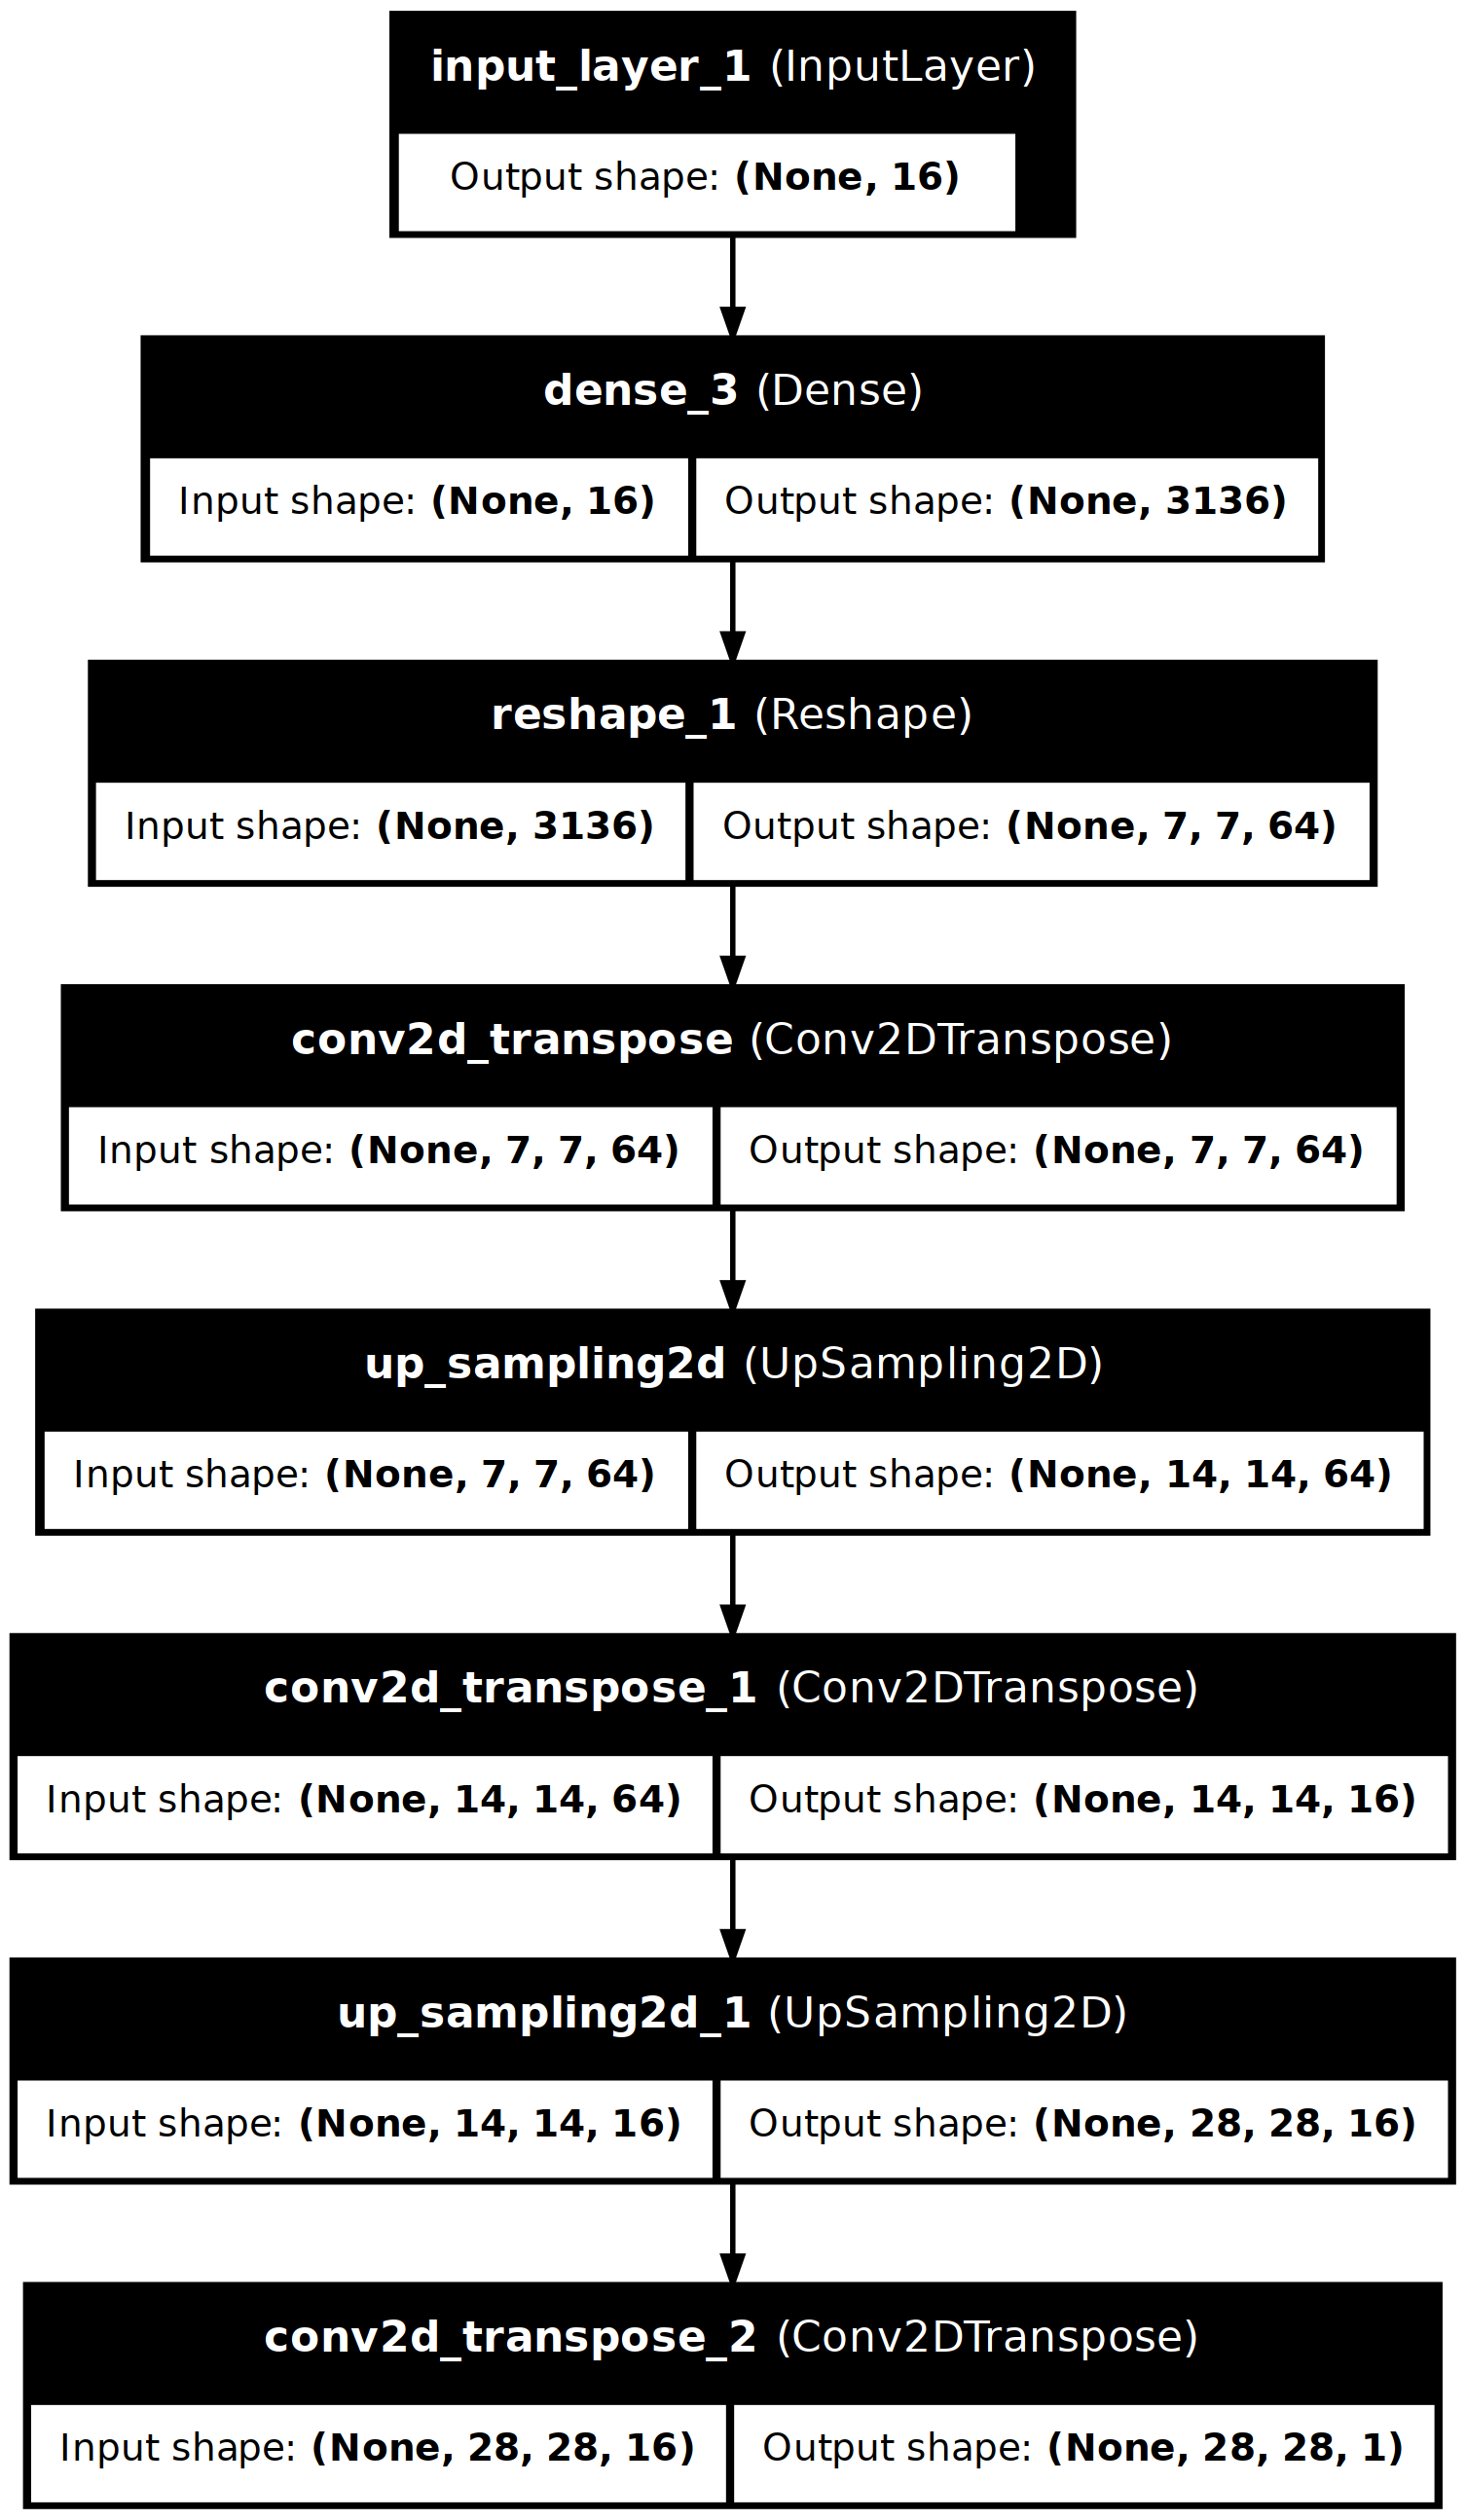 input_layer_1 (InputLayer)
Output shape: (None, 16)
dense_3 (Dense)
Input shape: (None, 16) Output shape: (None, 3136)
reshape_1 (Reshape)
Input shape: (None, 3136) Output shape: (None, 7, 7, 64)
conv2d_transpose (Conv2DTranspose)
Input shape: (None, 7, 7, 64) Output shape: (None, 7, 7, 64)
up_sampling2d (UpSampling2D)
Input shape: (None, 7, 7, 64) Output shape: (None, 14, 14, 64)
conv2d_transpose_1 (Conv2DTranspose)
Input shape: (None, 14, 14, 64) Output shape: (None, 14, 14, 16)
up_sampling2d_1 (UpSampling2D)
Input shape: (None, 14, 14, 16) Output shape: (None, 28, 28, 16)
conv2d_transpose_2 (Conv2DTranspose)
Input shape: (None, 28, 28, 16) Output shape: (None, 28, 28, 1)